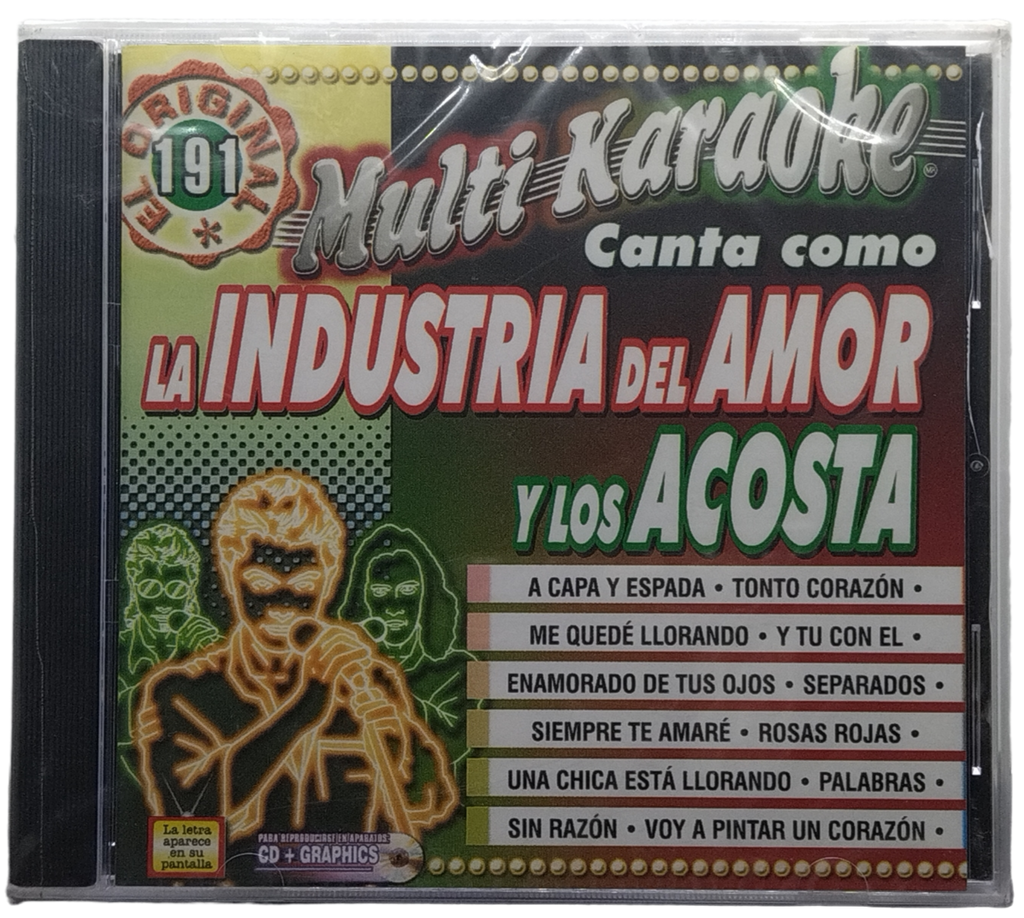 EL ORIGINAL
191
Multi Karaoke
MR
Canta como
LA INDUSTRIA DEL AMOR
Y LOS ACOSTA
A CAPA Y ESPADA • TONTO CORAZÓN •
ME QUEDÉ LLORANDO • Y TU CON EL •
ENAMORADO DE TUS OJOS • SEPARADOS •
SIEMPRE TE AMARÉ • ROSAS ROJAS •
UNA CHICA ESTÁ LLORANDO • PALABRAS •
SIN RAZÓN • VOY A PINTAR UN CORAZÓN •
La letra
aparece
en su
pantalla
PARA REPRODUCIRSE EN APARATOS:
CD + GRAPHICS